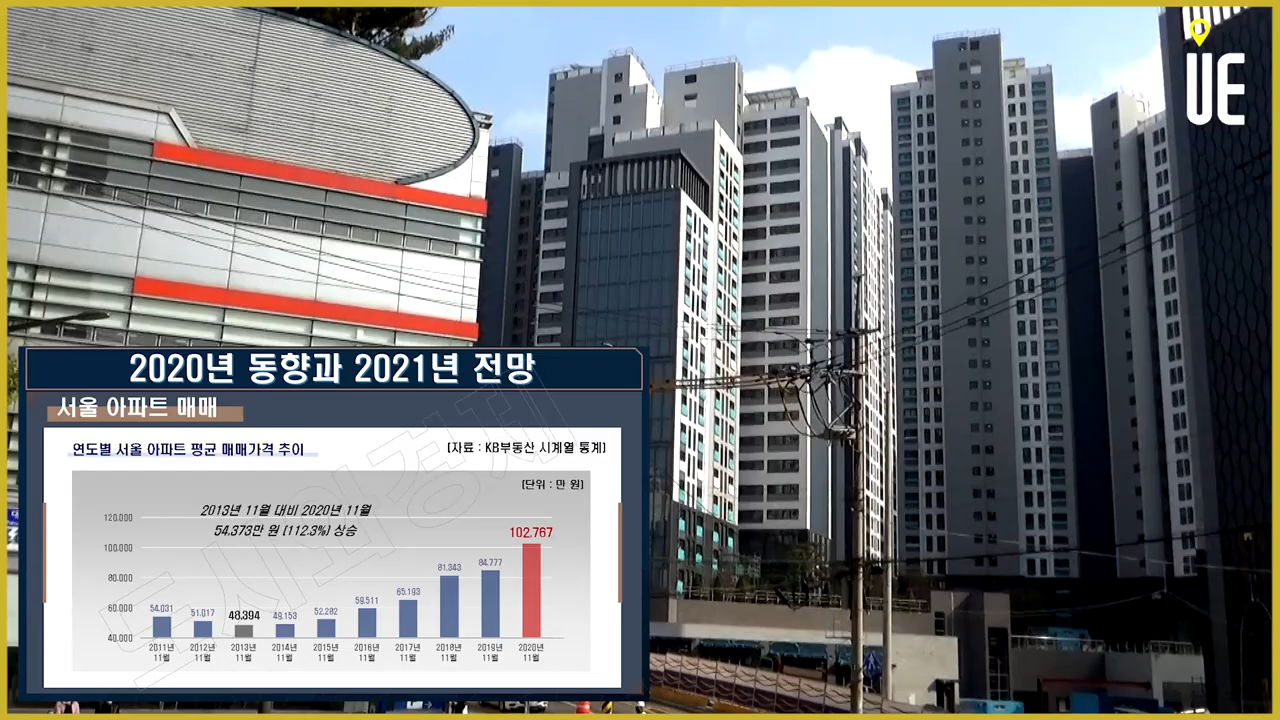 UE
2020년 동향과 2021년 전망
서울 아파트 매매
연도별 서울 아파트 평균 매매가격 추이
[자료 : KB부동산 시계열 통계]
[단위 : 만 원]
2013년 11월 대비 2020년 11월
54,373만 원 (112.3%) 상승
120,000
100,000
80,000
60,000
40,000
54,031
51,017
48,394
49,153
52,282
59,511
65,193
81,343
84,777
102,767
2011년 11월
2012년 11월
2013년 11월
2014년 11월
2015년 11월
2016년 11월
2017년 11월
2018년 11월
2019년 11월
2020년 11월
도시와경제